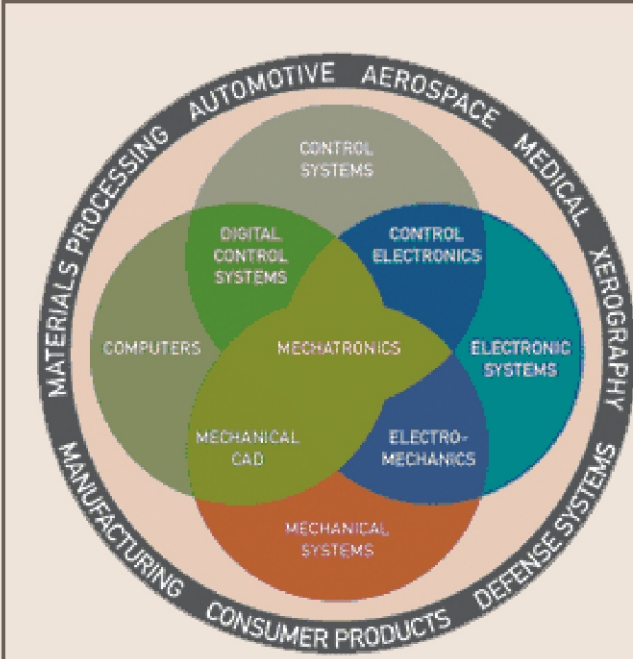 MATERIALS PROCESSING AUTOMOTIVE AEROSPACE MEDICAL XEROGRAPHY
CONTROL
SYSTEMS
DIGITAL
CONTROL
SYSTEMS
CONTROL
ELECTRONICS
COMPUTERS
MECHATRONICS
ELECTRONIC
SYSTEMS
MECHANICAL
CAD
ELECTRO-
MECHANICS
MECHANICAL
SYSTEMS
MANUFACTURING CONSUMER PRODUCTS DEFENSE SYSTEMS